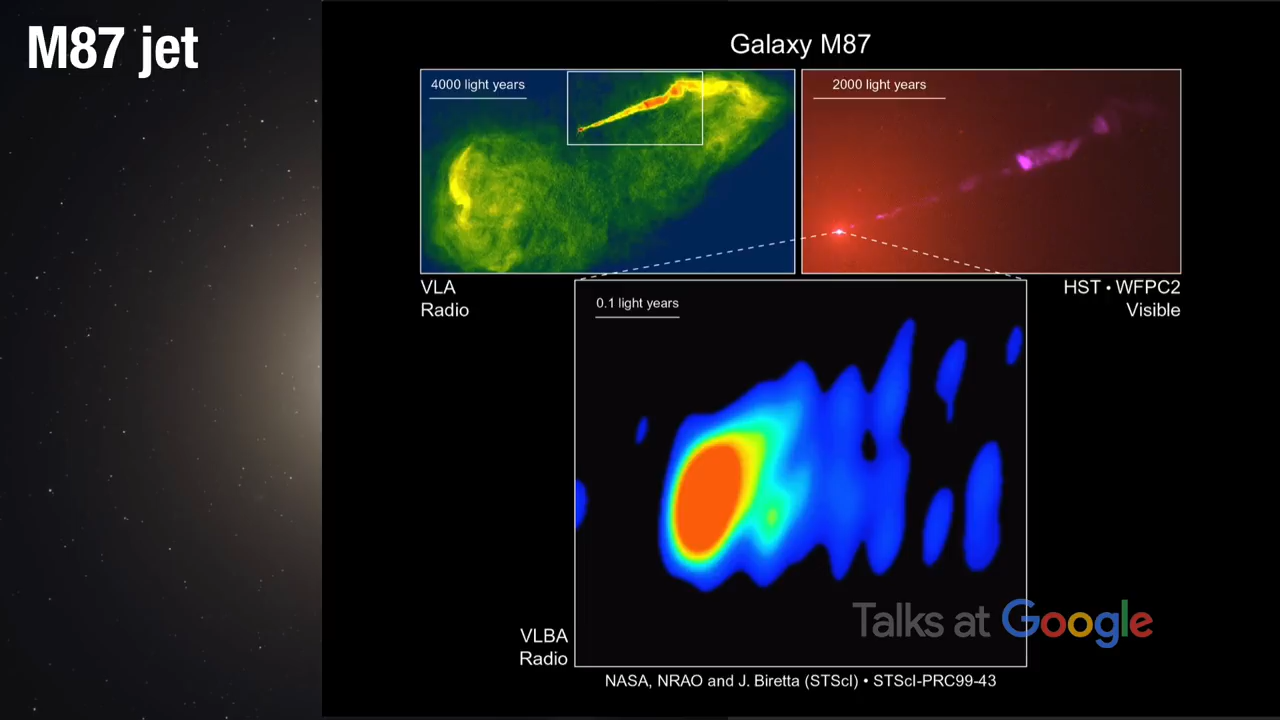 M87 jet
Galaxy M87
4000 light years
2000 light years
VLA
Radio
HST • WFPC2
Visible
0.1 light years
VLBA
Radio
Talks at Google
NASA, NRAO and J. Biretta (STScI) • STScI-PRC99-43